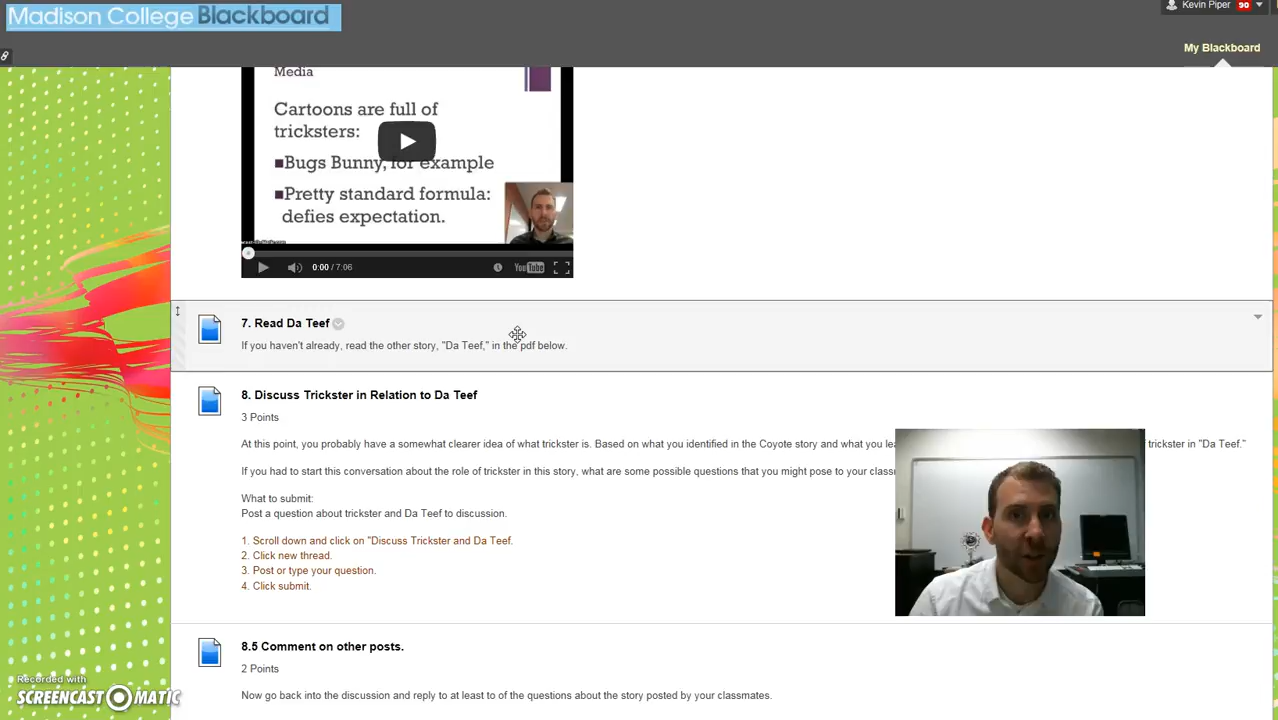 Madison College Blackboard
Kevin Piper 90
My Blackboard
Media
Cartoons are full of
tricksters:
Bugs Bunny, for example
Pretty standard formula:
defies expectation.
0:00 / 7:06
YouTube
7. Read Da Teef
If you haven't already, read the other story, "Da Teef," in the pdf below.
8. Discuss Trickster in Relation to Da Teef
3 Points
At this point, you probably have a somewhat clearer idea of what trickster is. Based on what you identified in the Coyote story and what you lea
trickster in "Da Teef."
If you had to start this conversation about the role of trickster in this story, what are some possible questions that you might pose to your classm
What to submit:
Post a question about trickster and Da Teef to discussion.
1. Scroll down and click on "Discuss Trickster and Da Teef.
2. Click new thread.
3. Post or type your question.
4. Click submit.
8.5 Comment on other posts.
2 Points
Now go back into the discussion and reply to at least to of the questions about the story posted by your classmates.
Recorded with
SCREENCAST MATIC